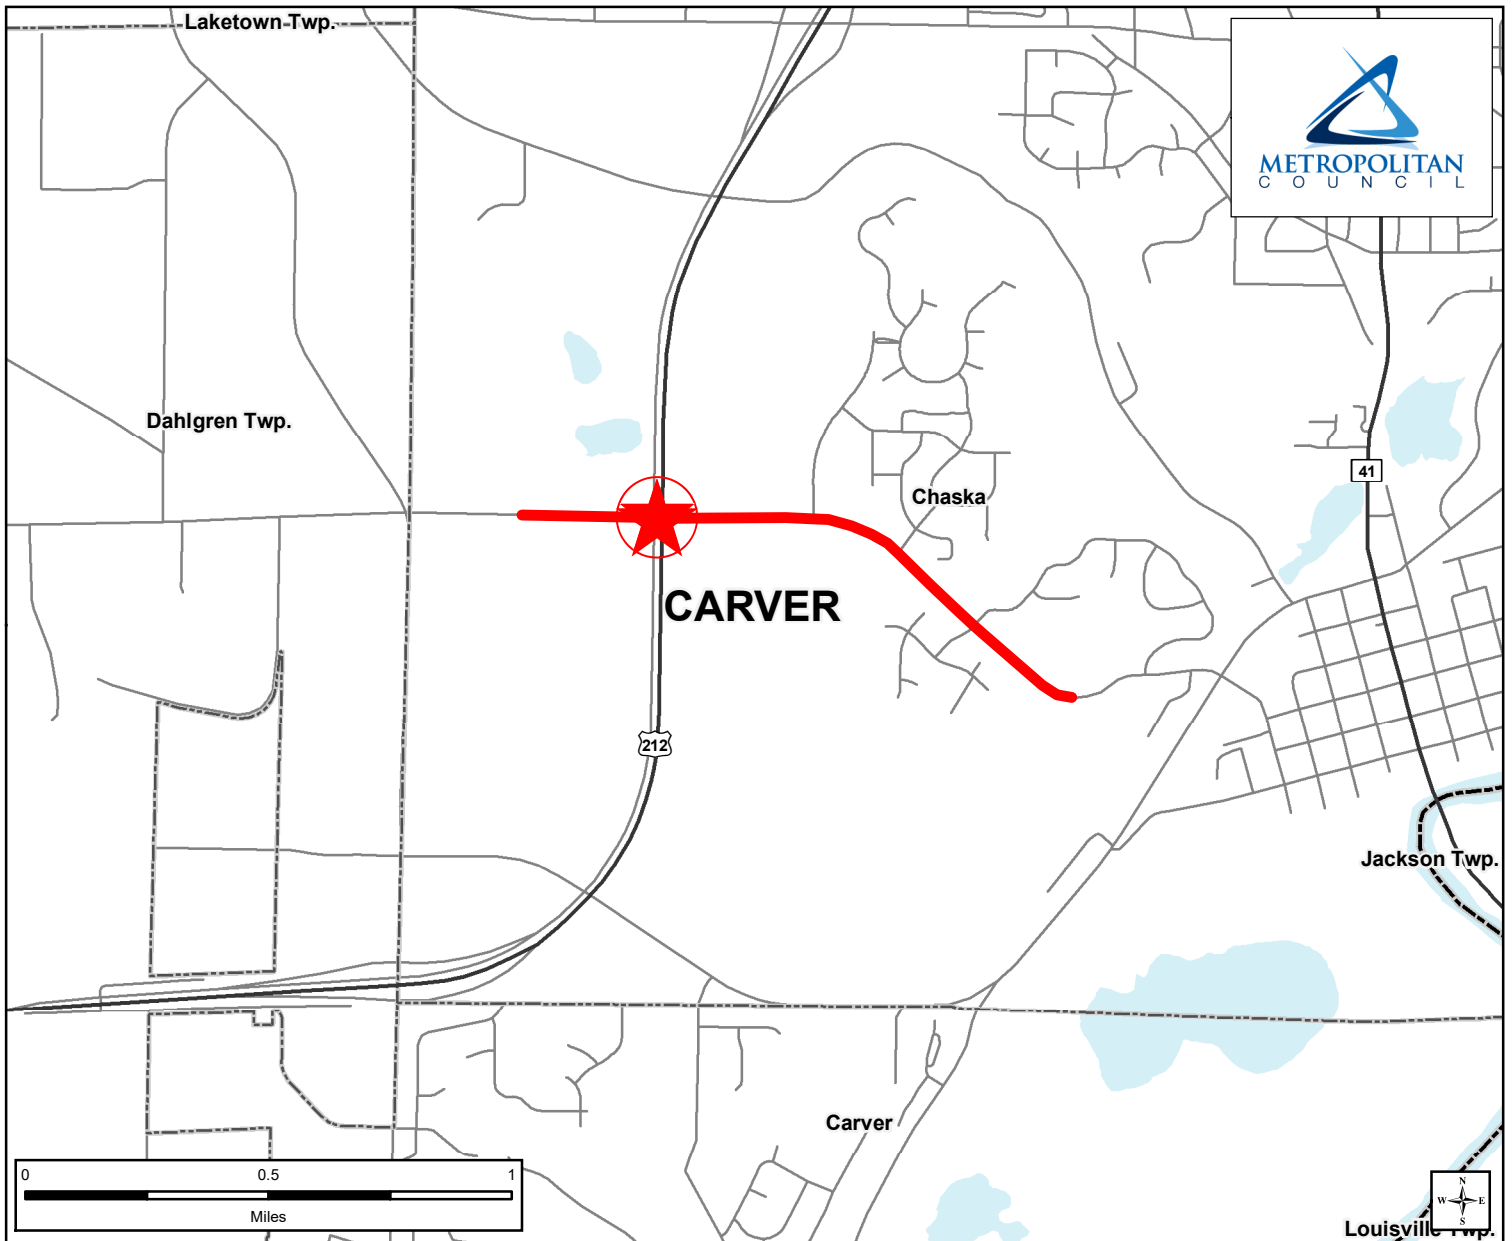 Laketown Twp.
METROPOLITAN
COUNCIL
Dahlgren Twp.
41
Chaska
CARVER
212
Jackson Twp.
Carver
0 0.5 1
Miles
N
W E
S
Louisville Twp.